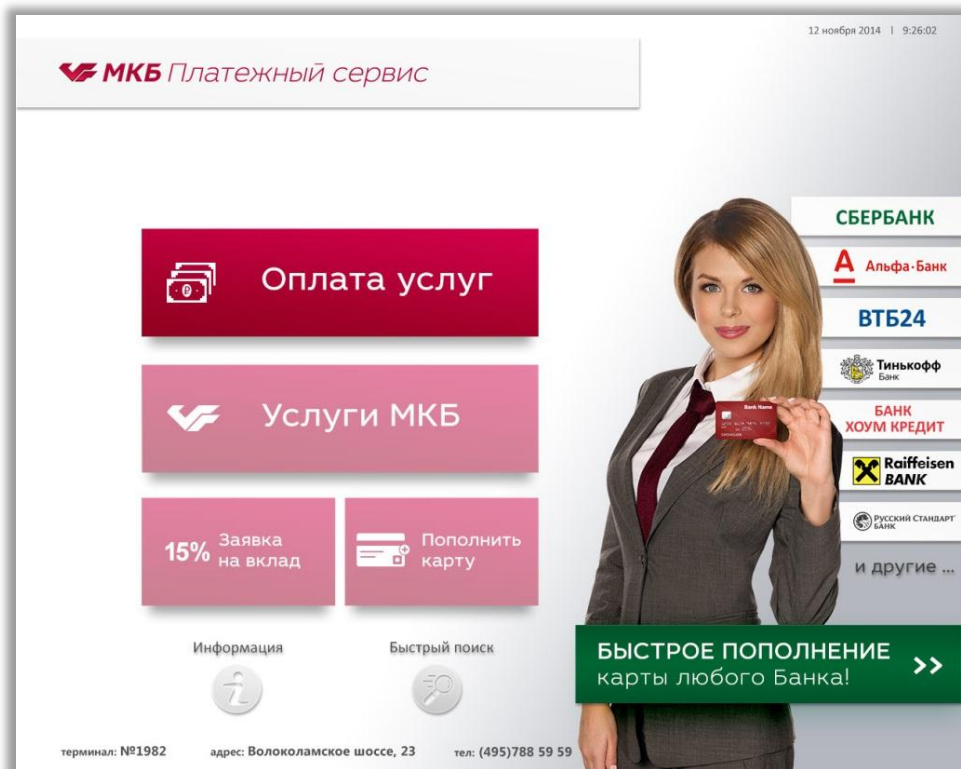 12 ноября 2014 | 9:26:02
МКБ Платежный сервис
Оплата услуг
Услуги МКБ
15% Заявка
на вклад
Пополнить
карту
Информация
Быстрый поиск
СБЕРБАНК
Альфа·Банк
ВТБ24
Тинькофф
Банк
БАНК
ХОУМ КРЕДИТ
Raiffeisen
BANK
РУССКИЙ СТАНДАРТ
БАНК
и другие ...
Bank Name
БЫСТРОЕ ПОПОЛНЕНИЕ >>
карты любого Банка!
терминал: №1982 адрес: Волоколамское шоссе, 23 тел: (495)788 59 59